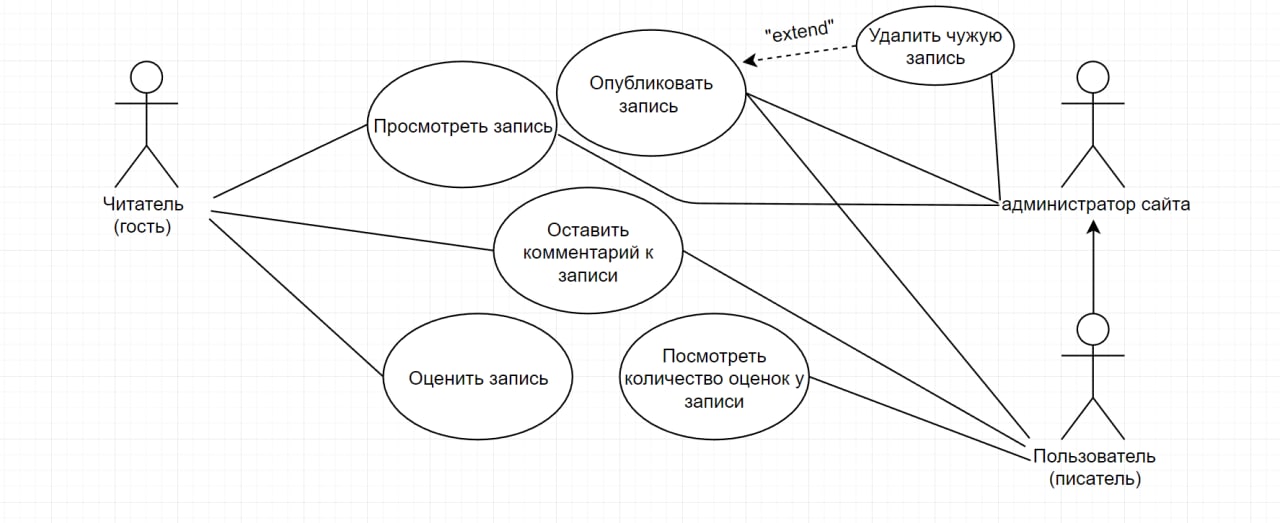 "extend"
Удалить чужую
запись
Опубликовать
запись
Просмотреть запись
Читатель
(гость)
администратор сайта
Оставить
комментарий к
записи
Оценить запись
Посмотреть
количество оценок у
записи
Пользователь
(писатель)